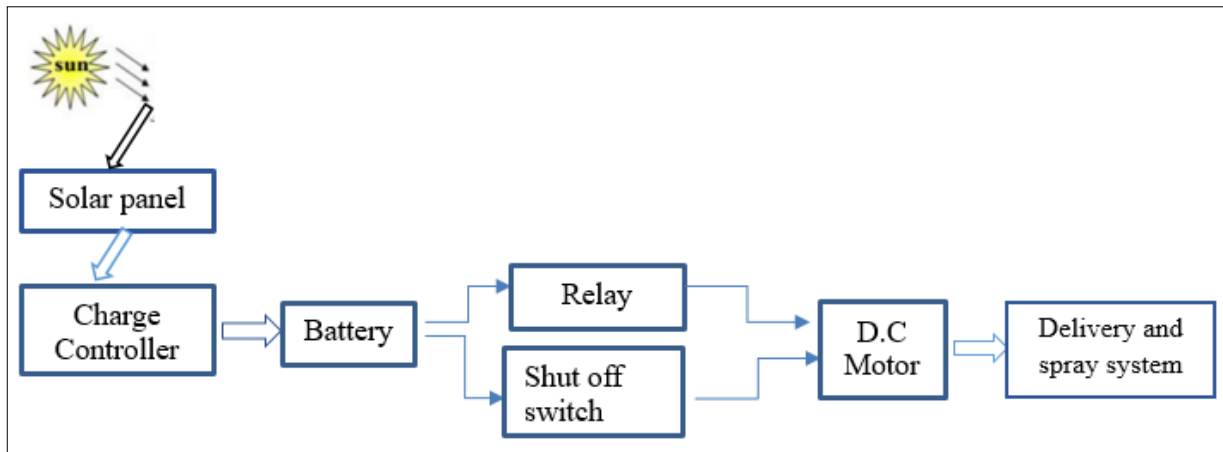 sun
Solar panel
Charge
Controller
Battery
Relay
Shut off
switch
D.C
Motor
Delivery and
spray system